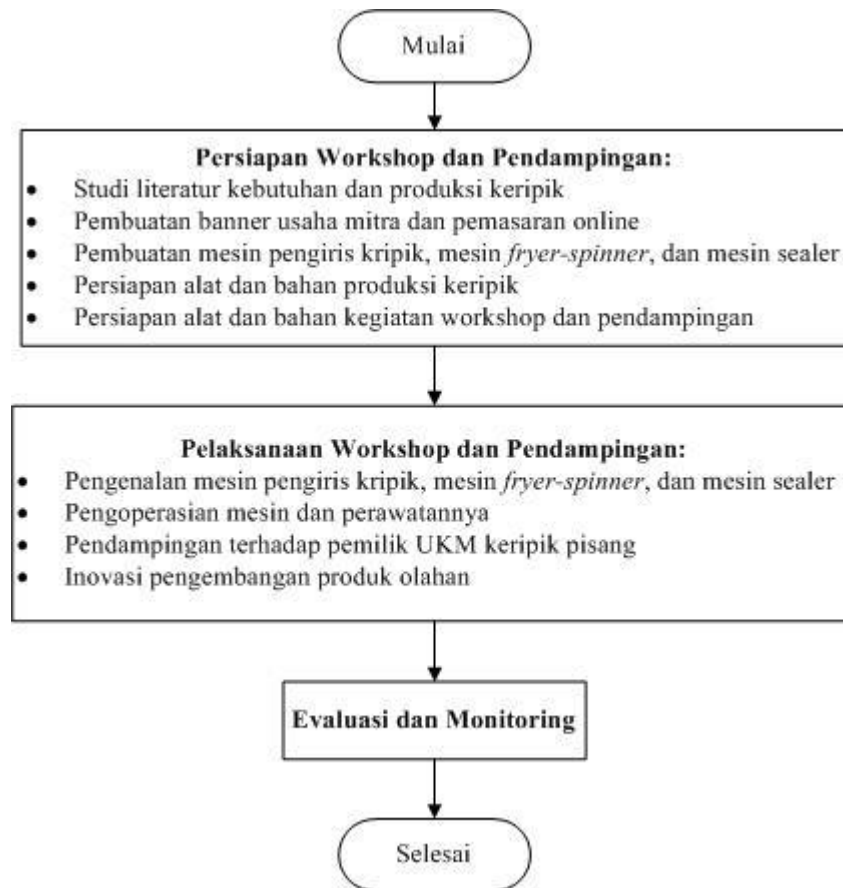 Mulai
Persiapan Workshop dan Pendampingan:
• Studi literatur kebutuhan dan produksi keripik
• Pembuatan banner usaha mitra dan pemasaran online
• Pembuatan mesin pengiris kripik, mesin fryer-spinner, dan mesin sealer
• Persiapan alat dan bahan produksi keripik
• Persiapan alat dan bahan kegiatan workshop dan pendampingan
Pelaksanaan Workshop dan Pendampingan:
• Pengenalan mesin pengiris kripik, mesin fryer-spinner, dan mesin sealer
• Pengoperasian mesin dan perawatannya
• Pendampingan terhadap pemilik UKM keripik pisang
• Inovasi pengembangan produk olahan
Evaluasi dan Monitoring
Selesai